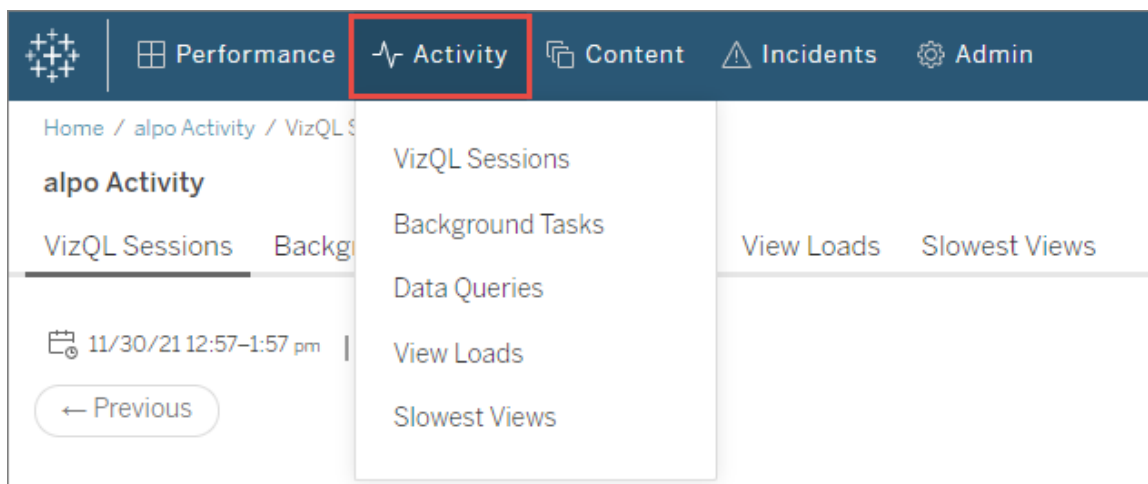 Performance Activity Content Incidents Admin
Home / alpo Activity / VizQL
alpo Activity
VizQL Sessions View Loads Slowest Views
11/30/21 12:57–1:57 pm |
← Previous
VizQL Sessions
Background Tasks
Data Queries
View Loads
Slowest Views